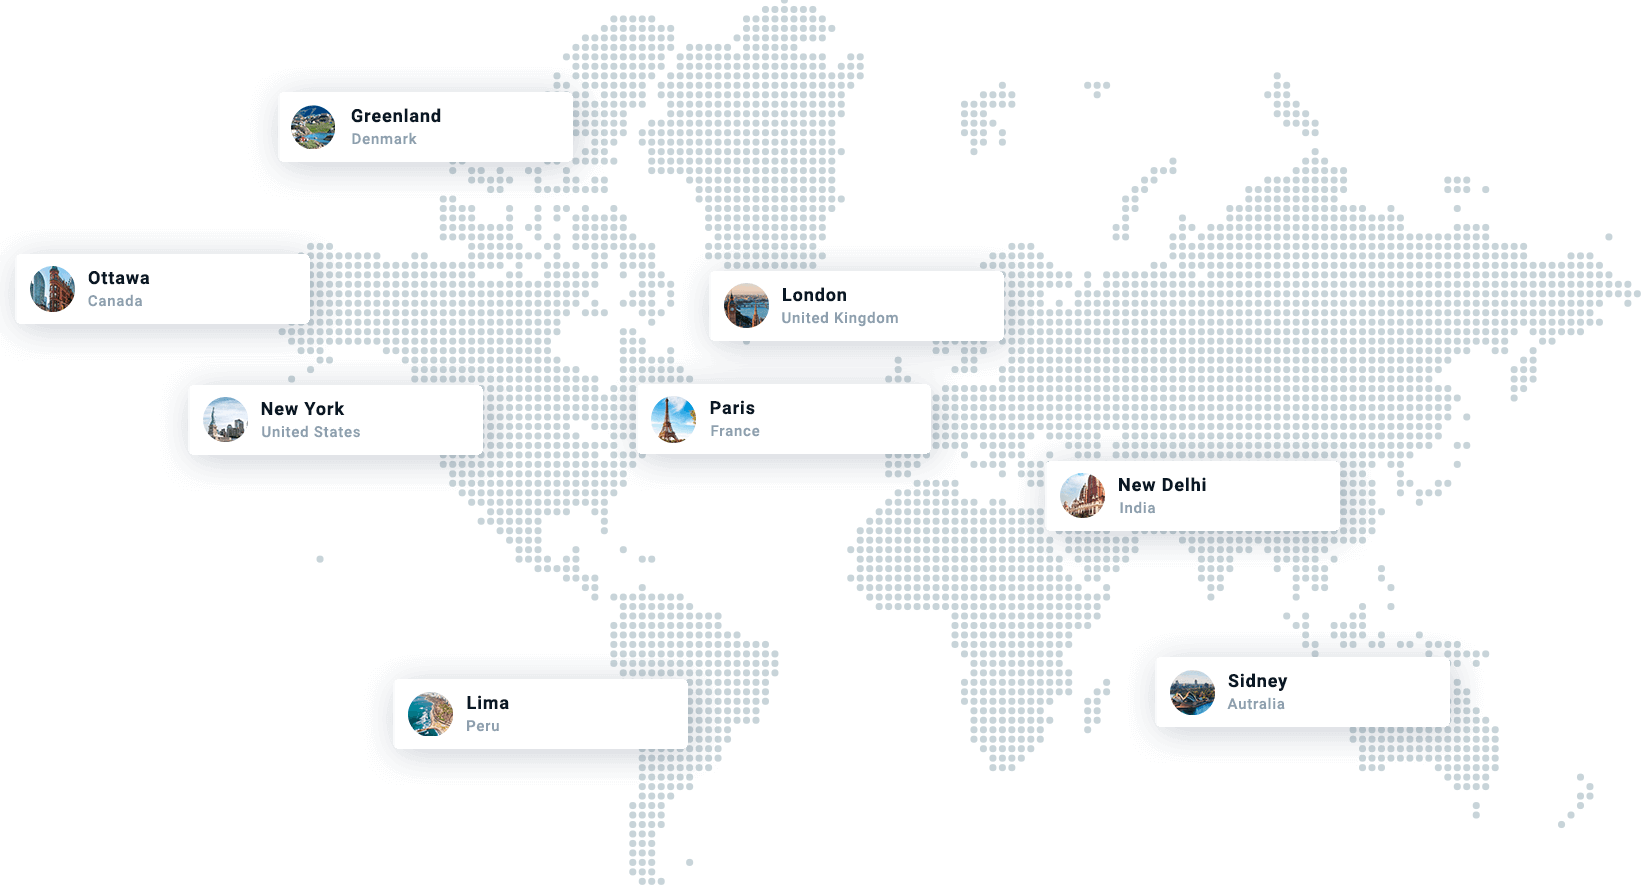 Greenland
Denmark
Ottawa
Canada
London
United Kingdom
New York
United States
Paris
France
New Delhi
India
Lima
Peru
Sidney
Autralia